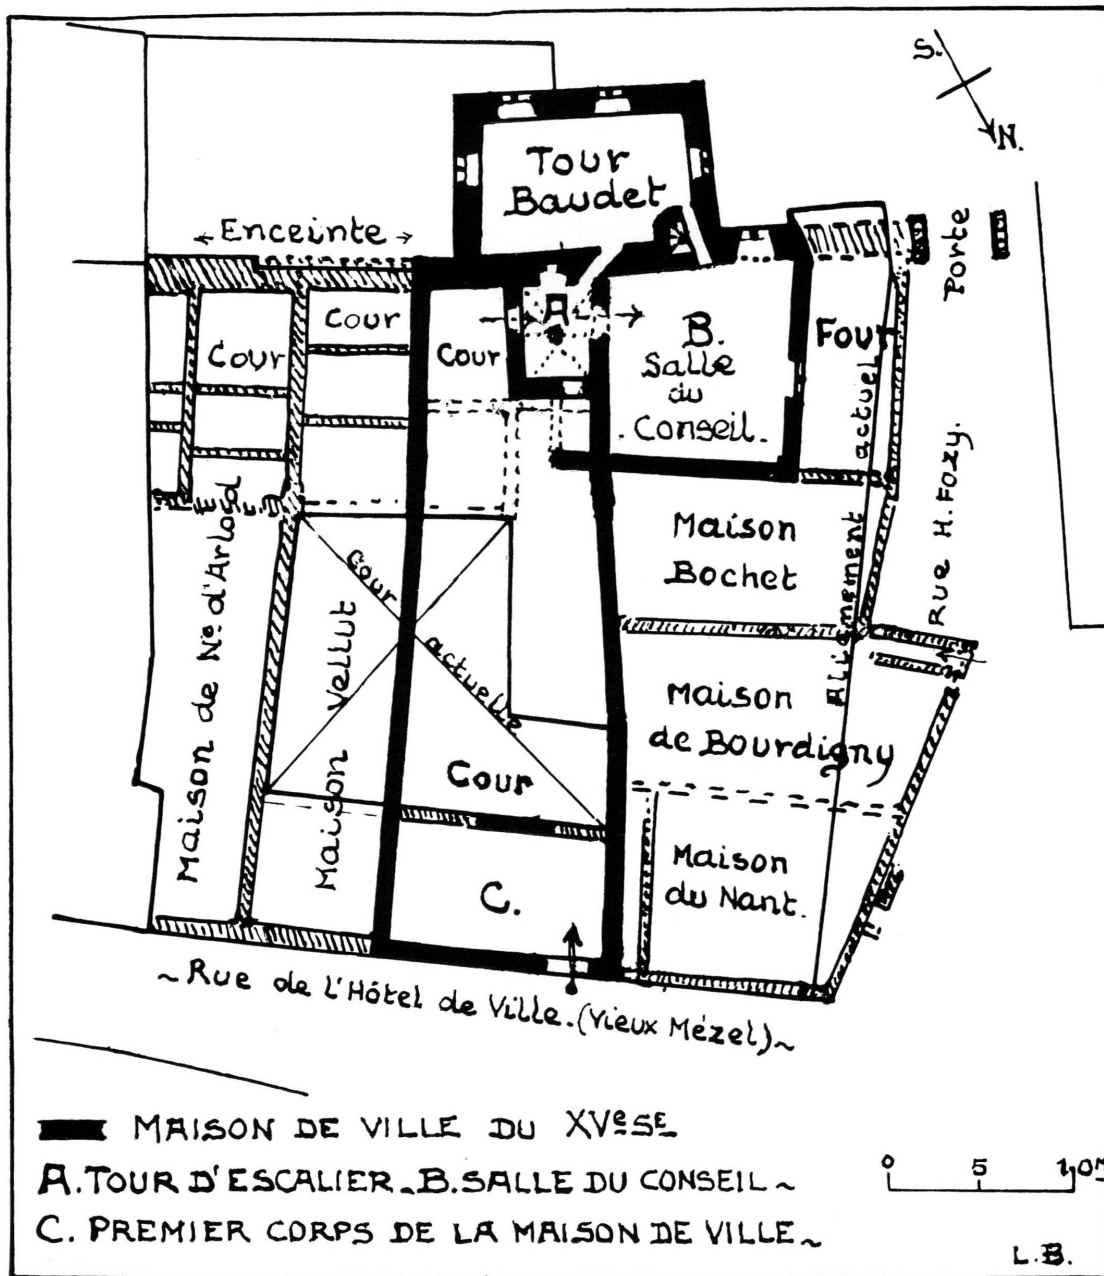 S.
N.
Tour
Baudet
Enceinte
Porte
Cour
Cour
Cour
A
B.
Salle
du
Conseil.
Four
Alignement actuel
Rue H. Fazy.
Maison
Bochet
Maison de Ne. d'Arlod
Maison Vellut
Cour actuelle
Maison
de Bourdigny
Cour
Maison
du Nant.
C.
~ Rue de l'Hôtel de Ville. (Vieux Mézel) ~
MAISON DE VILLE DU XVe SE
A. TOUR D'ESCALIER _ B. SALLE DU CONSEIL ~
C. PREMIER CORPS DE LA MAISON DE VILLE ~
0 5 10 M
L.B.